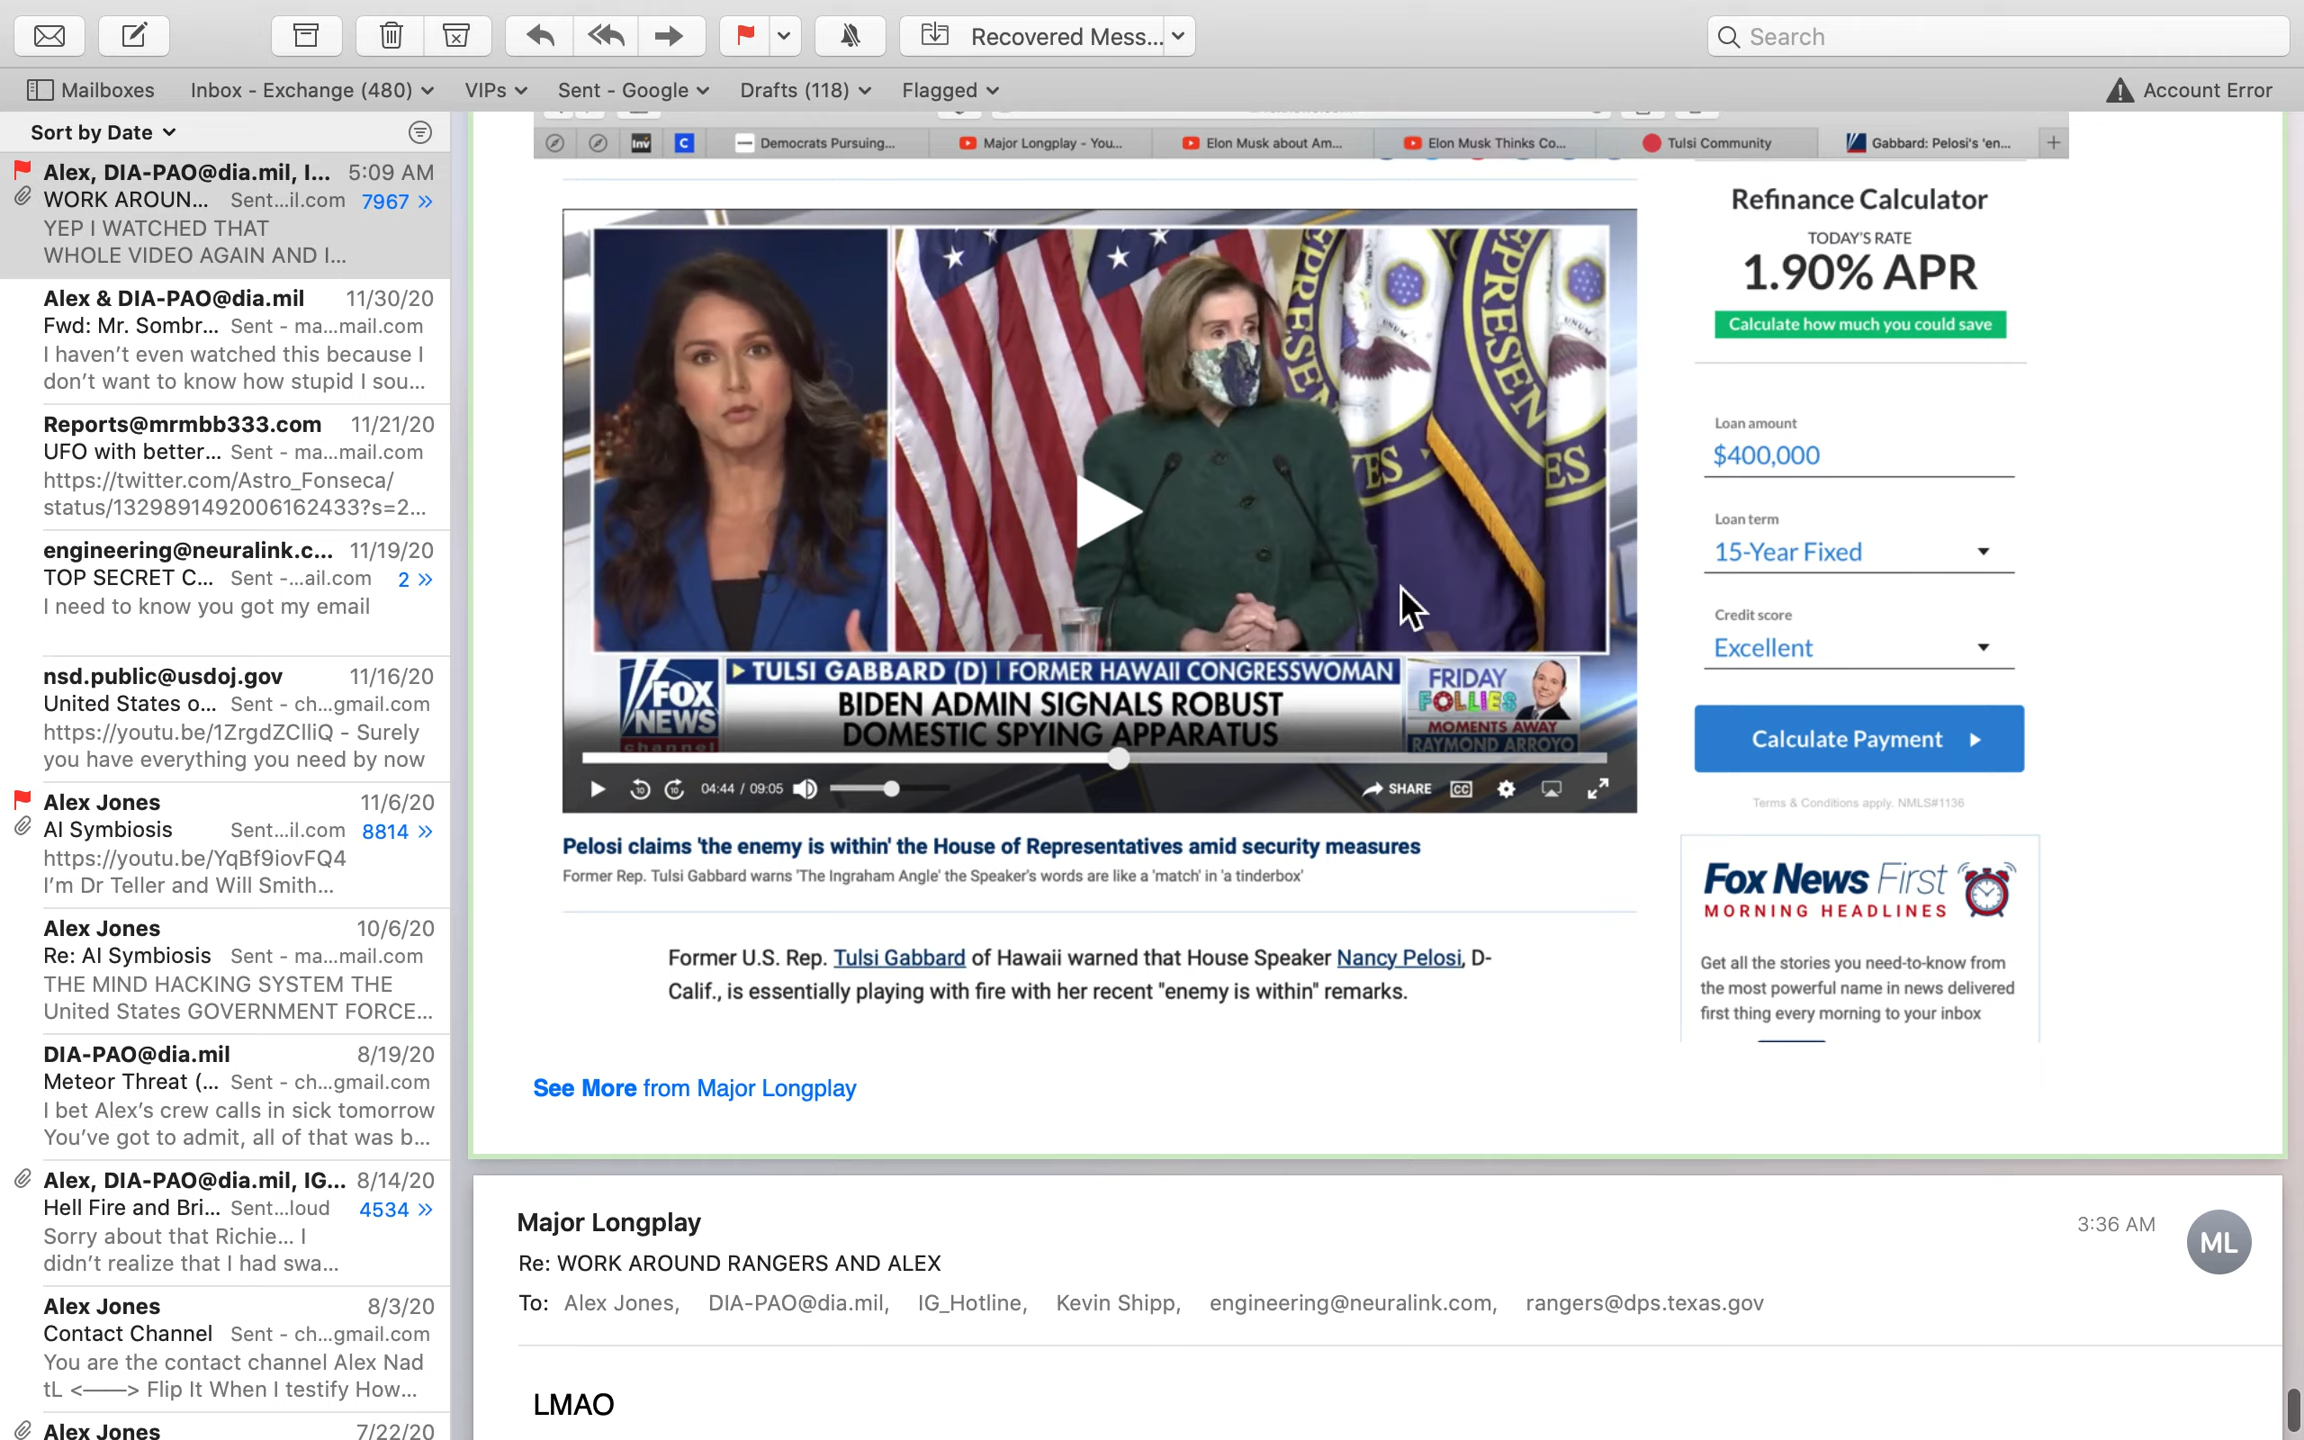 Recovered Mess...
Search
Mailboxes
Inbox - Exchange (480)
VIPs
Sent - Google
Drafts (118)
Flagged
Account Error
Sort by Date
Alex, DIA-PAO@dia.mil, I... 5:09 AM
WORK AROUN... Sent...il.com 7967 »
YEP I WATCHED THAT
WHOLE VIDEO AGAIN AND I...
Alex & DIA-PAO@dia.mil 11/30/20
Fwd: Mr. Sombr... Sent - ma...mail.com
I haven’t even watched this because I
don’t want to know how stupid I sou...
Reports@mrmbb333.com 11/21/20
UFO with better... Sent - ma...mail.com
https://twitter.com/Astro_Fonseca/
status/1329891492006162433?s=2...
engineering@neuralink.c... 11/19/20
TOP SECRET C... Sent -...ail.com 2 »
I need to know you got my email
nsd.public@usdoj.gov 11/16/20
United States o... Sent - ch...gmail.com
https://youtu.be/1ZrgdZClliQ - Surely
you have everything you need by now
Alex Jones 11/6/20
AI Symbiosis Sent...il.com 8814 »
https://youtu.be/YqBf9iovFQ4
I’m Dr Teller and Will Smith...
Alex Jones 10/6/20
Re: AI Symbiosis Sent - ma...mail.com
THE MIND HACKING SYSTEM THE
United States GOVERNMENT FORCE...
DIA-PAO@dia.mil 8/19/20
Meteor Threat (... Sent - ch...gmail.com
I bet Alex’s crew calls in sick tomorrow
You’ve got to admit, all of that was b...
Alex, DIA-PAO@dia.mil, IG... 8/14/20
Hell Fire and Bri... Sent...loud 4534 »
Sorry about that Richie... I
didn’t realize that I had swa...
Alex Jones 8/3/20
Contact Channel Sent - ch...gmail.com
You are the contact channel Alex Nad
tL <——–> Flip It When I testify How...
Alex Jones 7/22/20
Inv
C
Democrats Pursuing...
Major Longplay - You...
Elon Musk about Am...
Elon Musk Thinks Co...
Tulsi Community
Gabbard: Pelosi's 'en...
FOX
NEWS
channel
TULSI GABBARD (D) | FORMER HAWAII CONGRESSWOMAN
BIDEN ADMIN SIGNALS ROBUST
DOMESTIC SPYING APPARATUS
FRIDAY
FOLLIES
MOMENTS AWAY
RAYMOND ARROYO
10
10
04:44 / 09:05
SHARE
CC
Pelosi claims 'the enemy is within' the House of Representatives amid security measures
Former Rep. Tulsi Gabbard warns 'The Ingraham Angle' the Speaker's words are like a 'match' in 'a tinderbox'
Former U.S. Rep. Tulsi Gabbard of Hawaii warned that House Speaker Nancy Pelosi, D-
Calif., is essentially playing with fire with her recent "enemy is within" remarks.
Refinance Calculator
TODAY'S RATE
1.90% APR
Calculate how much you could save
Loan amount
$400,000
Loan term
15-Year Fixed
Credit score
Excellent
Calculate Payment
Terms & Conditions apply. NMLS#1136
Fox News First
MORNING HEADLINES
Get all the stories you need-to-know from
the most powerful name in news delivered
first thing every morning to your inbox
See More from Major Longplay
Major Longplay
3:36 AM
ML
Re: WORK AROUND RANGERS AND ALEX
To: Alex Jones, DIA-PAO@dia.mil, IG_Hotline, Kevin Shipp, engineering@neuralink.com, rangers@dps.texas.gov
LMAO